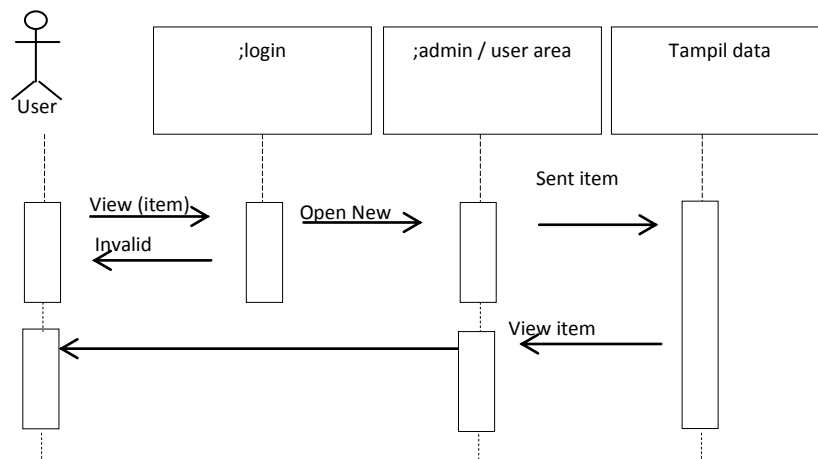 ;login
;admin / user area
Tampil data
User
Sent item
View (item)
Open New
Invalid
View item